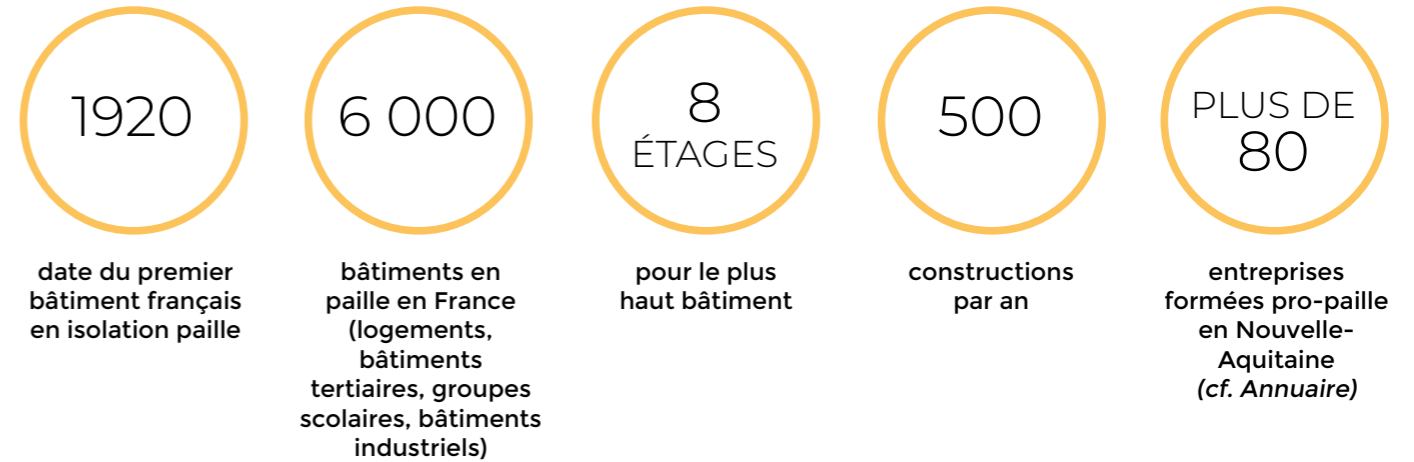 1920
date du premier
bâtiment français
en isolation paille
6 000
bâtiments en
paille en France
(logements,
bâtiments
tertiaires, groupes
scolaires, bâtiments
industriels)
8
ÉTAGES
pour le plus
haut bâtiment
500
constructions
par an
PLUS DE
80
entreprises
formées pro-paille
en Nouvelle-
Aquitaine
(cf. Annuaire)